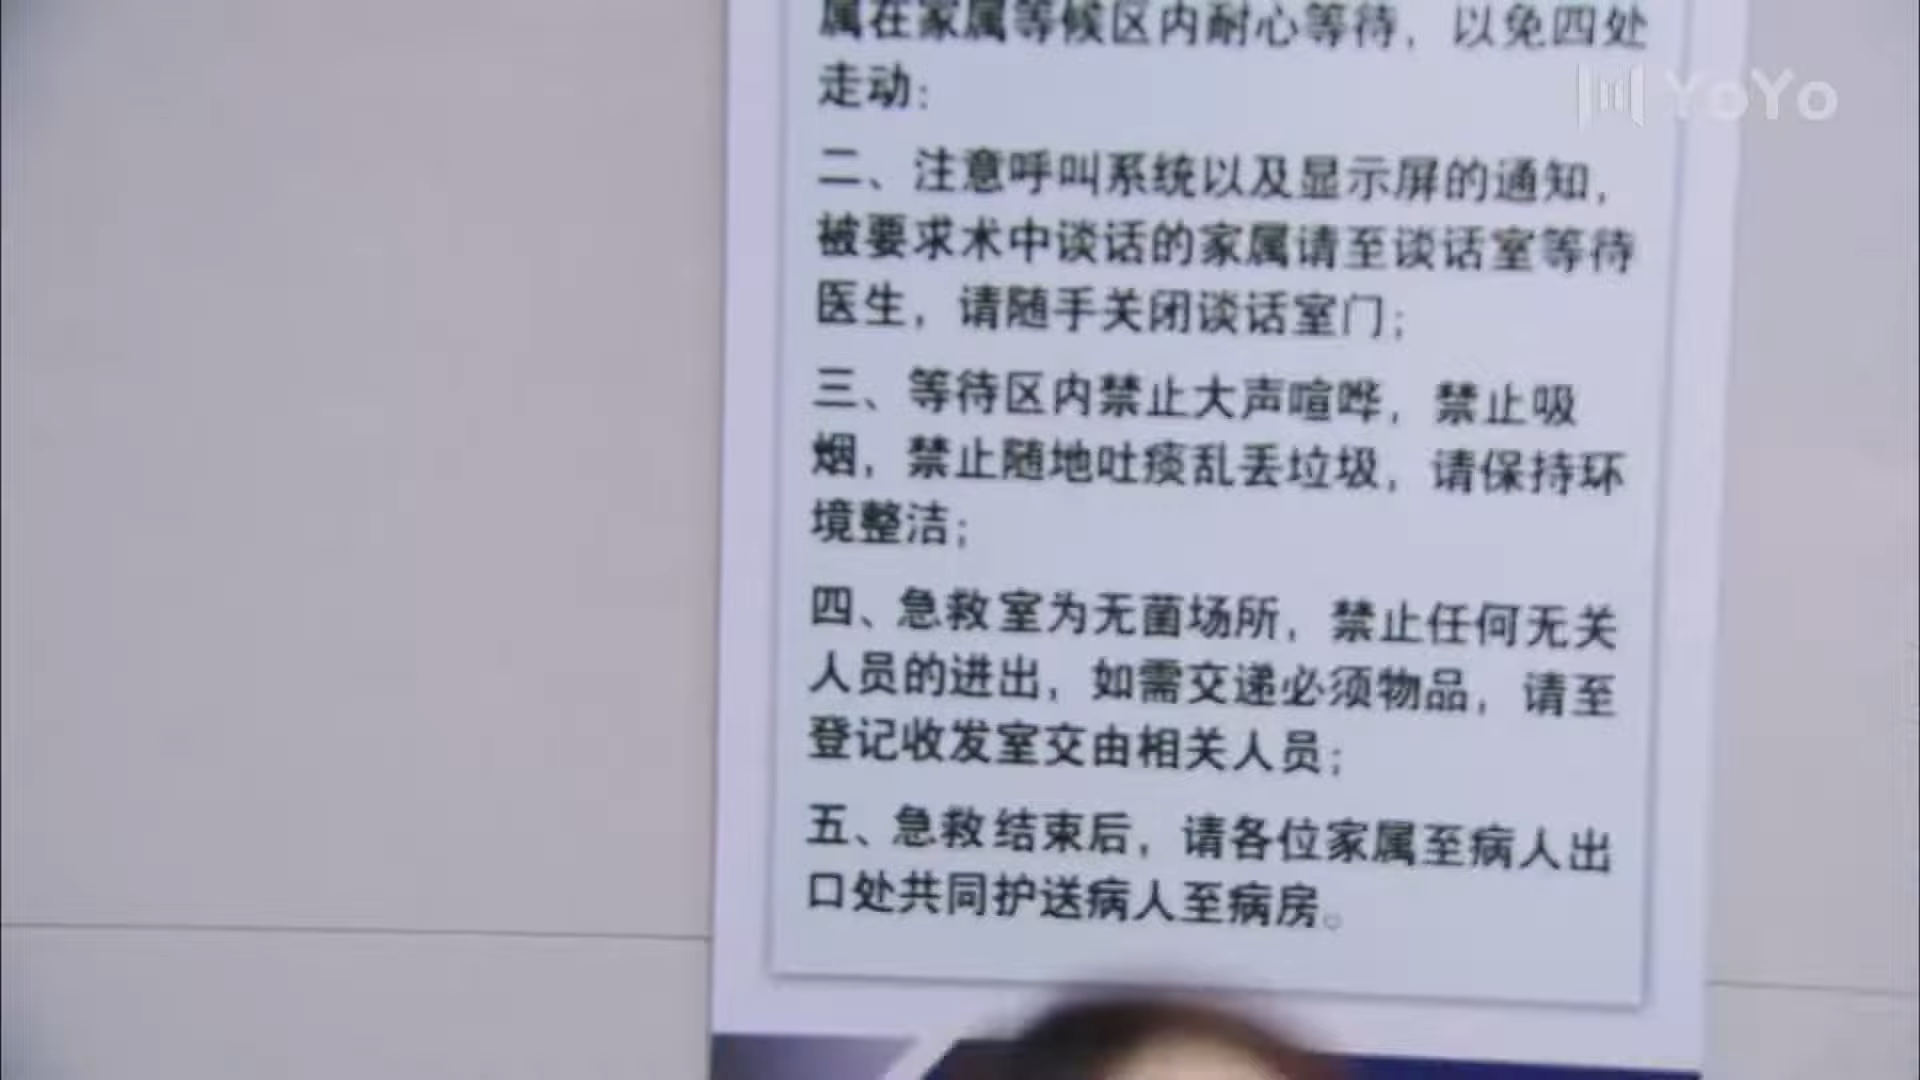 属在家属等候区内耐心等待，以免四处
走动：
YoYo
二、注意呼叫系统以及显示屏的通知，
被要求术中谈话的家属请至谈话室等待
医生，请随手关闭谈话室门；
三、等待区内禁止大声喧哗，禁止吸
烟，禁止随地吐痰乱丢垃圾，请保持环
境整洁；
四、急救室为无菌场所，禁止任何无关
人员的进出，如需交递必须物品，请至
登记收发室交由相关人员；
五、急救结束后，请各位家属至病人出
口处共同护送病人至病房。